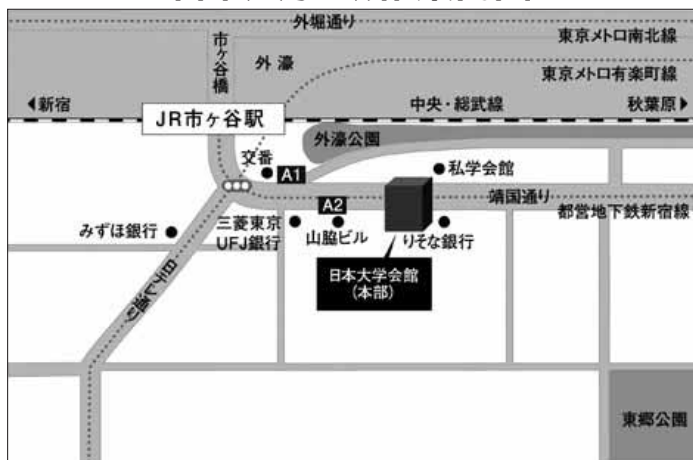 外堀通り
東京メトロ南北線
市ヶ谷橋
外濠
東京メトロ有楽町線
新宿
中央・総武線
秋葉原
JR市ヶ谷駅
外濠公園
交番
A1
私学会館
A2
靖国通り
都営地下鉄新宿線
みずほ銀行
三菱東京
UFJ銀行
山脇ビル
りそな銀行
日本大学会館
(本部)
日テレ通り
東郷公園